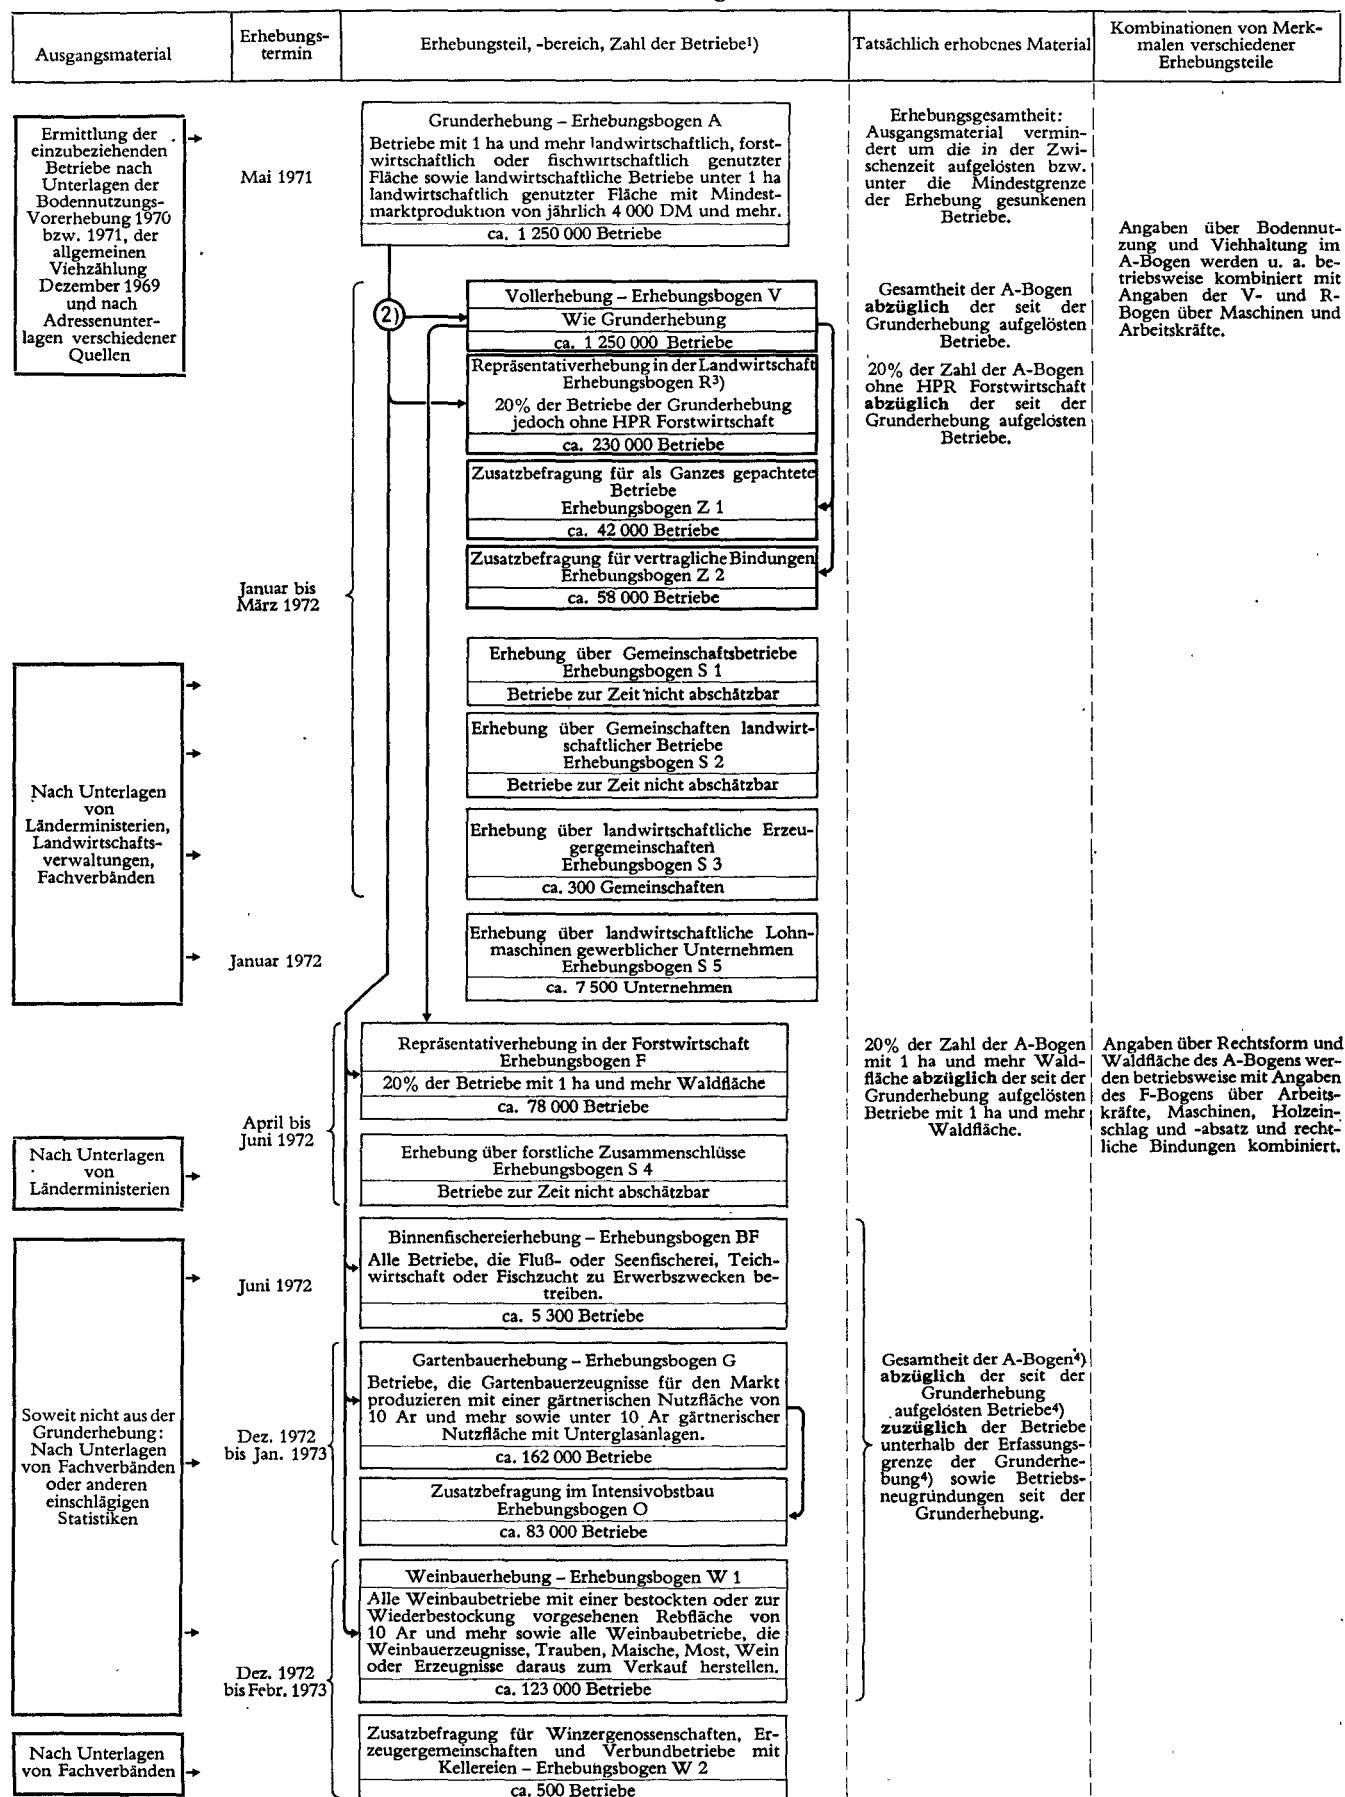 Ausgangsmaterial
Erhebungs-
termin
Erhebungsteil, -bereich, Zahl der Betriebe¹)
Tatsächlich erhobenes Material
Kombinationen von Merk-
malen verschiedener
Erhebungsteile
Ermittlung der
einzubeziehenden
Betriebe nach
Unterlagen der
Bodennutzungs-
Vorerhebung 1970
bzw. 1971, der
allgemeinen
Viehzählung
Dezember 1969
und nach
Adressenunter-
lagen verschiedener
Quellen
Mai 1971
Grunderhebung – Erhebungsbogen A
Betriebe mit 1 ha und mehr landwirtschaftlich, forst-
wirtschaftlich oder fischwirtschaftlich genutzter
Fläche sowie landwirtschaftliche Betriebe unter 1 ha
landwirtschaftlich genutzter Fläche mit Mindest-
marktproduktion von jährlich 4 000 DM und mehr.
ca. 1 250 000 Betriebe
Erhebungsgesamtheit:
Ausgangsmaterial vermin-
dert um die in der Zwi-
schenzeit aufgelösten bzw.
unter die Mindestgrenze
der Erhebung gesunkenen
Betriebe.
Angaben über Bodennut-
zung und Viehhaltung im
A-Bogen werden u. a. be-
triebsweise kombiniert mit
Angaben der V- und R-
Bogen über Maschinen und
Arbeitskräfte.
Januar bis
März 1972
2)
Vollerhebung – Erhebungsbogen V
Wie Grunderhebung
ca. 1 250 000 Betriebe
Gesamtheit der A-Bogen
abzüglich der seit der
Grunderhebung aufgelösten
Betriebe.
Repräsentativerhebung in der Landwirtschaft
Erhebungsbogen R³)
20% der Betriebe der Grunderhebung
jedoch ohne HPR Forstwirtschaft
ca. 230 000 Betriebe
20% der Zahl der A-Bogen
ohne HPR Forstwirtschaft
abzüglich der seit der
Grunderhebung aufgelösten
Betriebe.
Zusatzbefragung für als Ganzes gepachtete
Betriebe
Erhebungsbogen Z 1
ca. 42 000 Betriebe
Zusatzbefragung für vertragliche Bindungen
Erhebungsbogen Z 2
ca. 58 000 Betriebe
Nach Unterlagen
von
Länderministerien,
Landwirtschafts-
verwaltungen,
Fachverbänden
Erhebung über Gemeinschaftsbetriebe
Erhebungsbogen S 1
Betriebe zur Zeit nicht abschätzbar
Erhebung über Gemeinschaften landwirt-
schaftlicher Betriebe
Erhebungsbogen S 2
Betriebe zur Zeit nicht abschätzbar
Erhebung über landwirtschaftliche Erzeu-
gergemeinschaften
Erhebungsbogen S 3
ca. 300 Gemeinschaften
Januar 1972
Erhebung über landwirtschaftliche Lohn-
maschinen gewerblicher Unternehmen
Erhebungsbogen S 5
ca. 7 500 Unternehmen
April bis
Juni 1972
Repräsentativerhebung in der Forstwirtschaft
Erhebungsbogen F
20% der Betriebe mit 1 ha und mehr Waldfläche
ca. 78 000 Betriebe
20% der Zahl der A-Bogen
mit 1 ha und mehr Wald-
fläche abzüglich der seit der
Grunderhebung aufgelösten
Betriebe mit 1 ha und mehr
Waldfläche.
Angaben über Rechtsform und
Waldfläche des A-Bogens wer-
den betriebsweise mit Angaben
des F-Bogens über Arbeits-
kräfte, Maschinen, Holzein-
schlag und -absatz und recht-
liche Bindungen kombiniert.
Nach Unterlagen
von
Länderministerien
Erhebung über forstliche Zusammenschlüsse
Erhebungsbogen S 4
Betriebe zur Zeit nicht abschätzbar
Soweit nicht aus der
Grunderhebung:
Nach Unterlagen
von Fachverbänden
oder anderen
einschlägigen
Statistiken
Juni 1972
Binnenfischereierhebung – Erhebungsbogen BF
Alle Betriebe, die Fluß- oder Seenfischerei, Teich-
wirtschaft oder Fischzucht zu Erwerbszwecken be-
treiben.
ca. 5 300 Betriebe
Dez. 1972
bis Jan. 1973
Gartenbauerhebung – Erhebungsbogen G
Betriebe, die Gartenbauerzeugnisse für den Markt
produzieren mit einer gärtnerischen Nutzfläche von
10 Ar und mehr sowie unter 10 Ar gärtnerischer
Nutzfläche mit Unterglasanlagen.
ca. 162 000 Betriebe
Zusatzbefragung im Intensivobstbau
Erhebungsbogen O
ca. 83 000 Betriebe
Gesamtheit der A-Bogen⁴)
abzüglich der seit der
Grunderhebung
aufgelösten Betriebe⁴)
zuzüglich der Betriebe
unterhalb der Erfassungs-
grenze der Grunderhe-
bung⁴) sowie Betriebs-
neugründungen seit der
Grunderhebung.
Dez. 1972
bis Febr. 1973
Weinbauerhebung – Erhebungsbogen W 1
Alle Weinbaubetriebe mit einer bestockten oder zur
Wiederbestockung vorgesehenen Rebfläche von
10 Ar und mehr sowie alle Weinbaubetriebe, die
Weinbauerzeugnisse, Trauben, Maische, Most, Wein
oder Erzeugnisse daraus zum Verkauf herstellen.
ca. 123 000 Betriebe
Nach Unterlagen
von Fachverbänden
Zusatzbefragung für Winzergenossenschaften, Er-
zeugergemeinschaften und Verbundbetriebe mit
Kellereien – Erhebungsbogen W 2
ca. 500 Betriebe